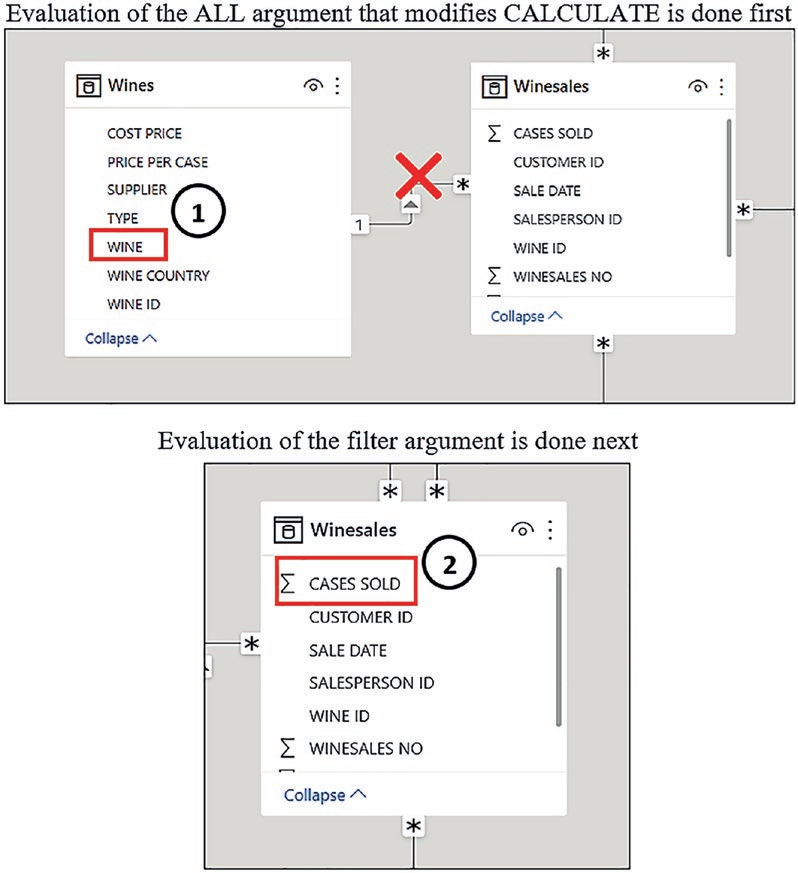 Evaluation of the ALL argument that modifies CALCULATE is done first
Wines
COST PRICE
PRICE PER CASE
SUPPLIER
TYPE
1
WINE
WINE COUNTRY
WINE ID
Collapse
1
*
*
Winesales
Σ CASES SOLD
CUSTOMER ID
SALE DATE
SALESPERSON ID
WINE ID
Σ WINESALES NO
Collapse
*
*
Evaluation of the filter argument is done next
* *
Winesales
2
Σ CASES SOLD
CUSTOMER ID
*
SALE DATE
SALESPERSON ID
WINE ID
Σ WINESALES NO
Collapse
*